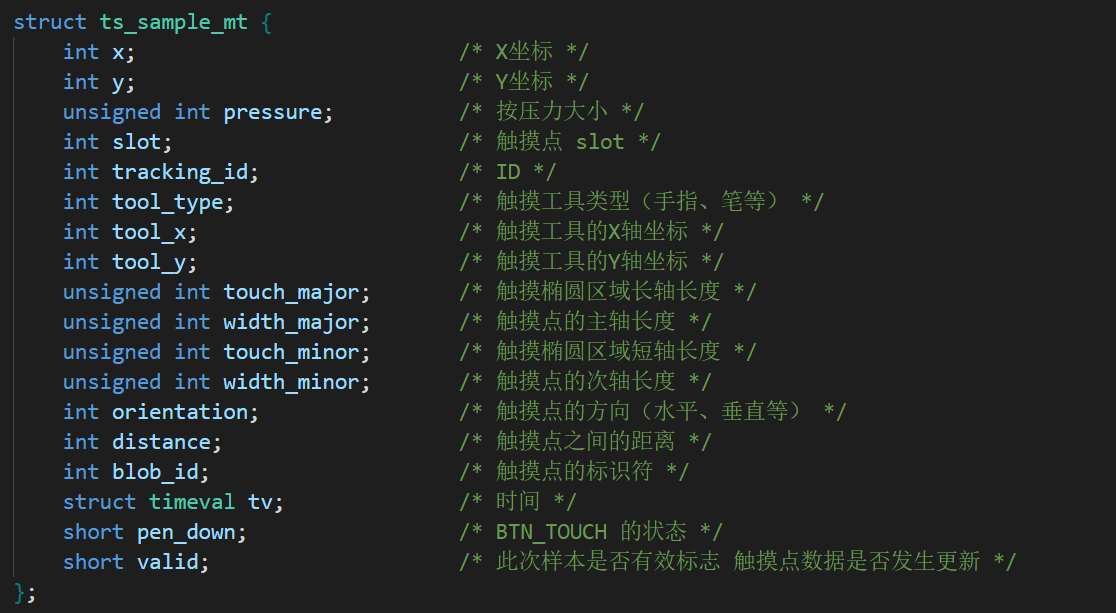 struct ts_sample_mt {
    int x;                          /* X坐标 */
    int y;                          /* Y坐标 */
    unsigned int pressure;          /* 按压力大小 */
    int slot;                       /* 触摸点 slot */
    int tracking_id;                /* ID */
    int tool_type;                  /* 触摸工具类型（手指、笔等） */
    int tool_x;                     /* 触摸工具的X轴坐标 */
    int tool_y;                     /* 触摸工具的Y轴坐标 */
    unsigned int touch_major;       /* 触摸椭圆区域长轴长度 */
    unsigned int width_major;       /* 触摸点的主轴长度 */
    unsigned int touch_minor;       /* 触摸椭圆区域短轴长度 */
    unsigned int width_minor;       /* 触摸点的次轴长度 */
    int orientation;                /* 触摸点的方向（水平、垂直等） */
    int distance;                   /* 触摸点之间的距离 */
    int blob_id;                    /* 触摸点的标识符 */
    struct timeval tv;              /* 时间 */
    short pen_down;                 /* BTN_TOUCH 的状态 */
    short valid;                    /* 此次样本是否有效标志 触摸点数据是否发生更新 */
};